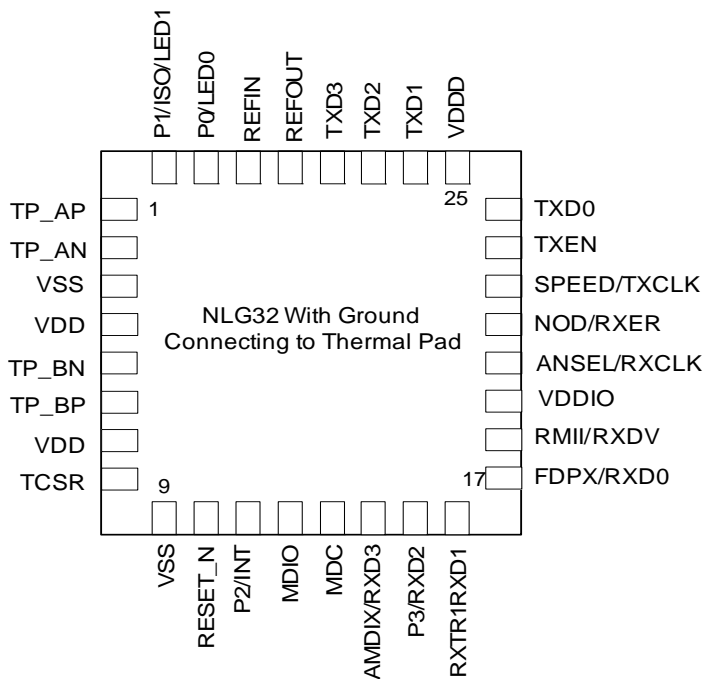 P1/ISO/LED1
P0/LED0
REFIN
REFOUT
TXD3
TXD2
TXD1
VDDD
1
25
TP_AP
TP_AN
VSS
VDD
TP_BN
TP_BP
VDD
TCSR
NLG32 With Ground
Connecting to Thermal Pad
TXD0
TXEN
SPEED/TXCLK
NOD/RXER
ANSEL/RXCLK
VDDIO
RMII/RXDV
FDPX/RXD0
9
17
VSS
RESET_N
P2/INT
MDIO
MDC
AMDIX/RXD3
P3/RXD2
RXTR1RXD1